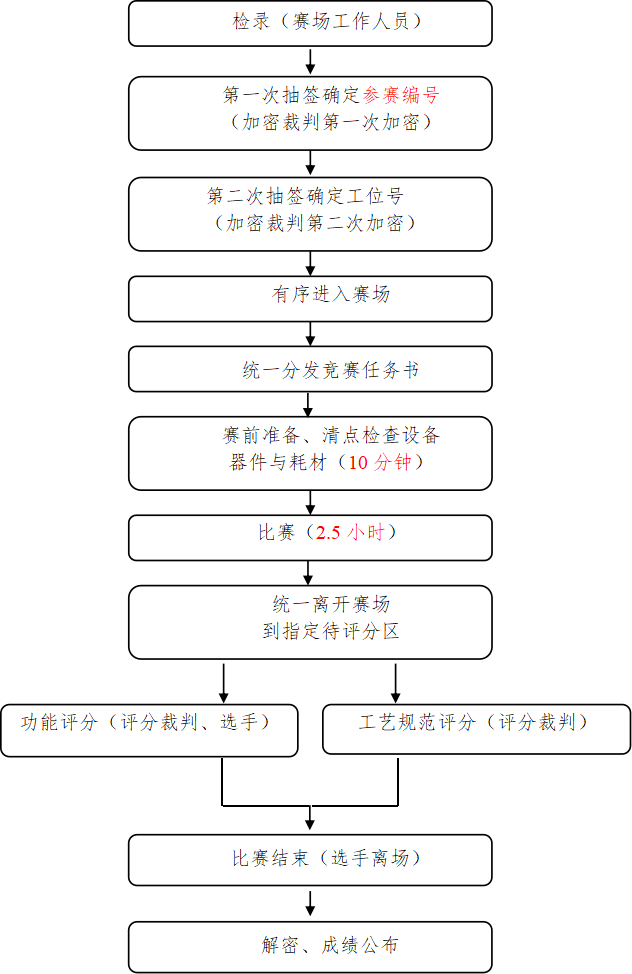 检录（赛场工作人员）
第一次抽签确定参赛编号
（加密裁判第一次加密）
第二次抽签确定工位号
（加密裁判第二次加密）
有序进入赛场
统一分发竞赛任务书
赛前准备、清点检查设备
器件与耗材（10 分钟）
比赛（2.5 小时）
统一离开赛场
到指定待评分区
功能评分（评分裁判、选手）
工艺规范评分（评分裁判）
比赛结束（选手离场）
解密、成绩公布